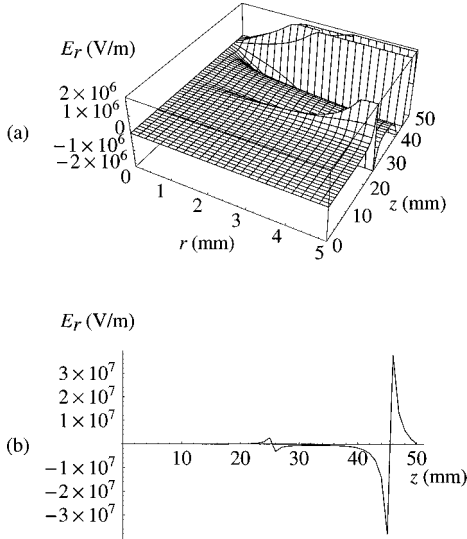 E_r (V/m)
2 × 10^6
1 × 10^6
0
−1 × 10^6
−2 × 10^6
(a)
0
1
2
3
4
5
r (mm)
0
10
20
30
40
50
z (mm)
E_r (V/m)
3 × 10^7
2 × 10^7
1 × 10^7
(b)
10 20 30 40 50
z (mm)
−1 × 10^7
−2 × 10^7
−3 × 10^7